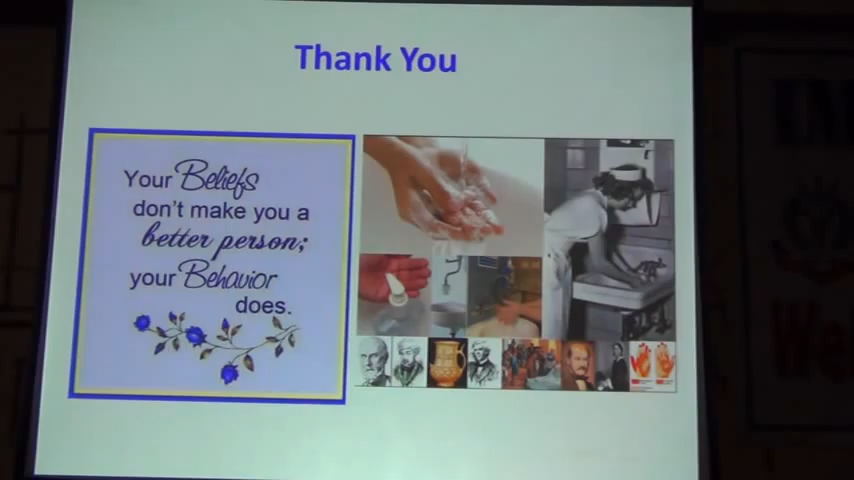 Thank You
Your Beliefs
don't make you a
better person;
your Behavior
does.